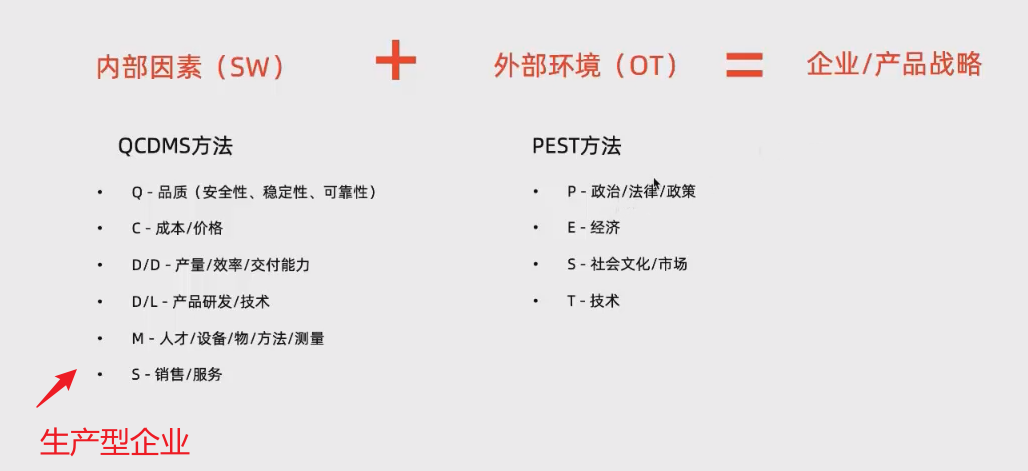 内部因素（SW） + 外部环境（OT） = 企业/产品战略
QCDMS方法
• Q - 品质（安全性、稳定性、可靠性）
• C - 成本/价格
• D/D - 产量/效率/交付能力
• D/L - 产品研发/技术
• M - 人才/设备/物/方法/测量
• S - 销售/服务
PEST方法
• P - 政治/法律/政策
• E - 经济
• S - 社会文化/市场
• T - 技术
生产型企业